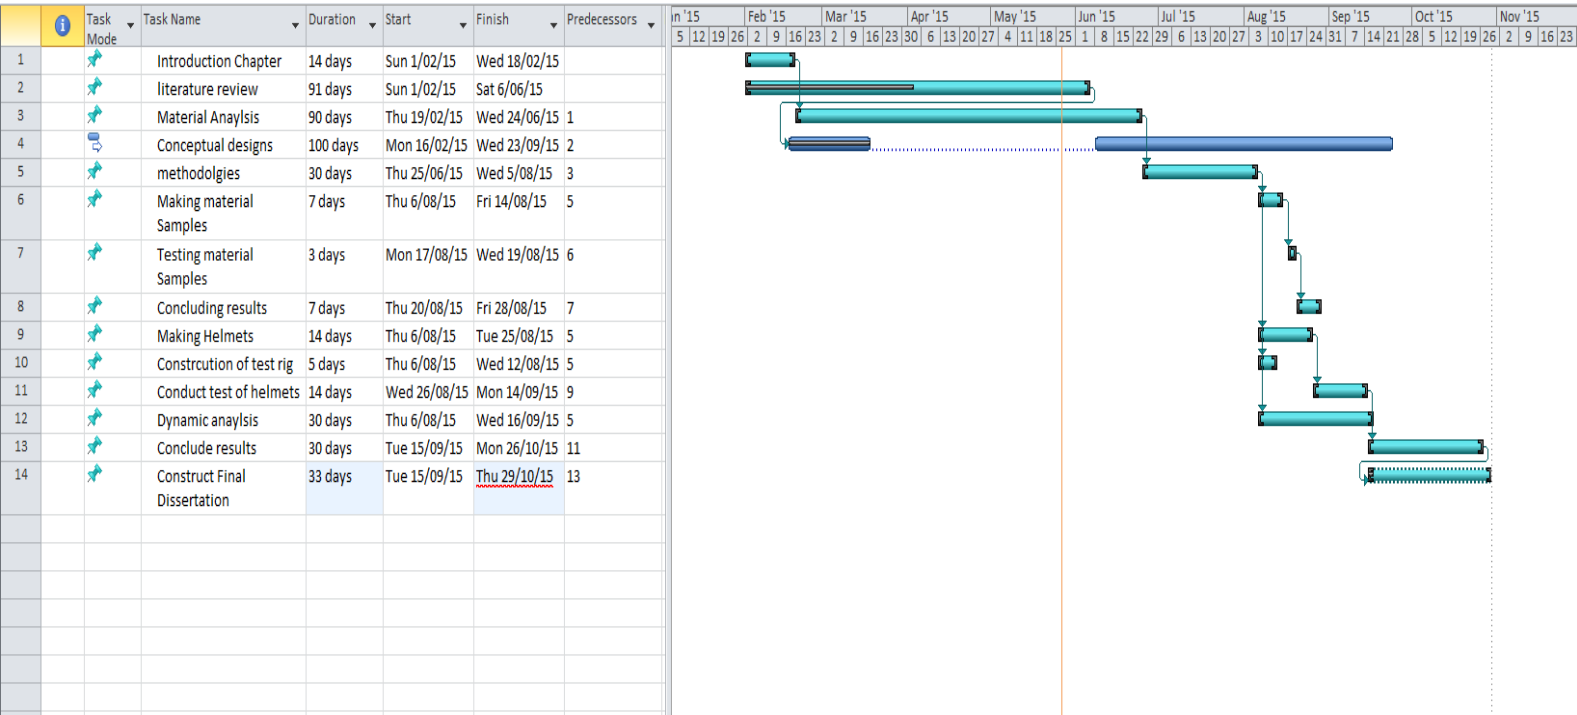 Task Mode Task Name Duration Start Finish Predecessors
n '15 Feb '15 Mar '15 Apr '15 May '15 Jun '15 Jul '15 Aug '15 Sep '15 Oct '15 Nov '15
5 12 19 26 2 9 16 23 2 9 16 23 30 6 13 20 27 4 11 18 25 1 8 15 22 29 6 13 20 27 3 10 17 24 31 7 14 21 28 5 12 19 26 2 9 16 23
1 Introduction Chapter 14 days Sun 1/02/15 Wed 18/02/15
2 literature review 91 days Sun 1/02/15 Sat 6/06/15
3 Material Anaylsis 90 days Thu 19/02/15 Wed 24/06/15 1
4 Conceptual designs 100 days Mon 16/02/15 Wed 23/09/15 2
5 methodolgies 30 days Thu 25/06/15 Wed 5/08/15 3
6 Making material Samples 7 days Thu 6/08/15 Fri 14/08/15 5
7 Testing material Samples 3 days Mon 17/08/15 Wed 19/08/15 6
8 Concluding results 7 days Thu 20/08/15 Fri 28/08/15 7
9 Making Helmets 14 days Thu 6/08/15 Tue 25/08/15 5
10 Constrcution of test rig 5 days Thu 6/08/15 Wed 12/08/15 5
11 Conduct test of helmets 14 days Wed 26/08/15 Mon 14/09/15 9
12 Dynamic anaylsis 30 days Thu 6/08/15 Wed 16/09/15 5
13 Conclude results 30 days Tue 15/09/15 Mon 26/10/15 11
14 Construct Final Dissertation 33 days Tue 15/09/15 Thu 29/10/15 13